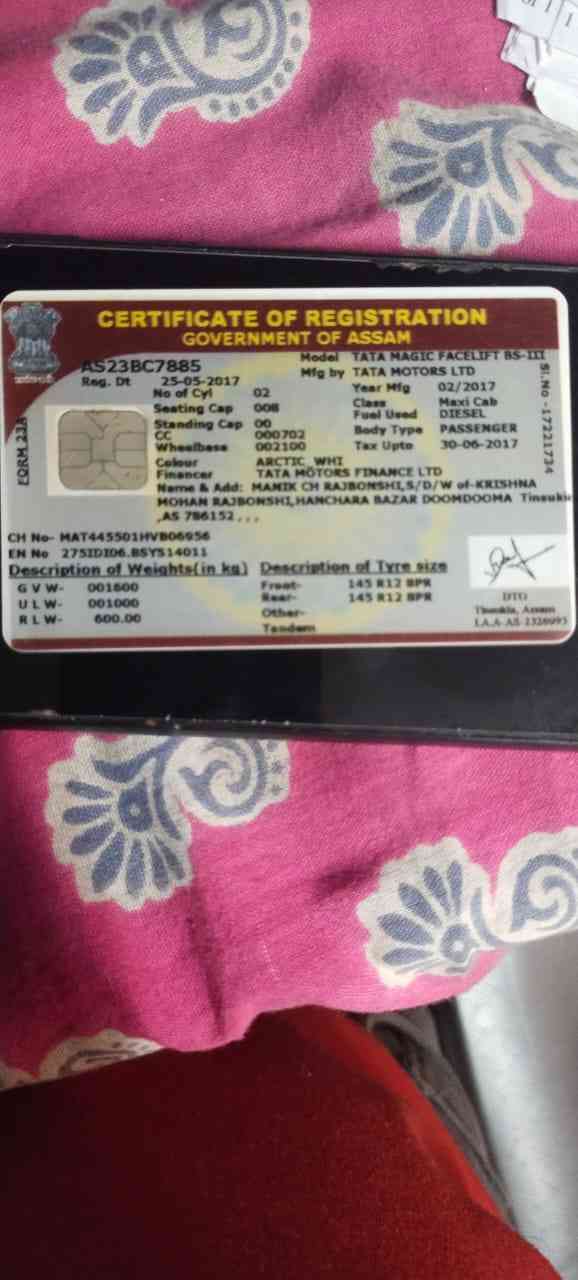 CERTIFICATE OF REGISTRATION
GOVERNMENT OF ASSAM
AS23BC7885
Reg. Dt 25-05-2017
Model TATA MAGIC FACELIFT BS-III
Mfg by TATA MOTORS LTD
No of Cyl 02
Year Mfg 02/2017
Seating Cap 008
Class Maxi Cab
Fuel Used DIESEL
Standing Cap 00
Body Type PASSENGER
CC 000702
Wheelbase 002100
Tax Upto 30-06-2017
Colour ARCTIC_WHI
Financer TATA MOTORS FINANCE LTD
Name & Add: MANIK CH RAJBONSHI,S/D/W of-KRISHNA
MOHAN RAJBONSHI,HANCHARA BAZAR DOOMDOOMA Tinsukia
,AS 786152,,,
FORM 23A
Sl.No -17221734
CH No- MAT445501HVB06956
EN No 275IDI06.BSYS14011
Description of Weights(in kg)
G V W- 001600
U L W- 001000
R L W- 600.00
Description of Tyre size
Front- 145 R12 8PR
Rear- 145 R12 8PR
Other-
Tandem
DTO
Tinsukia, Assam